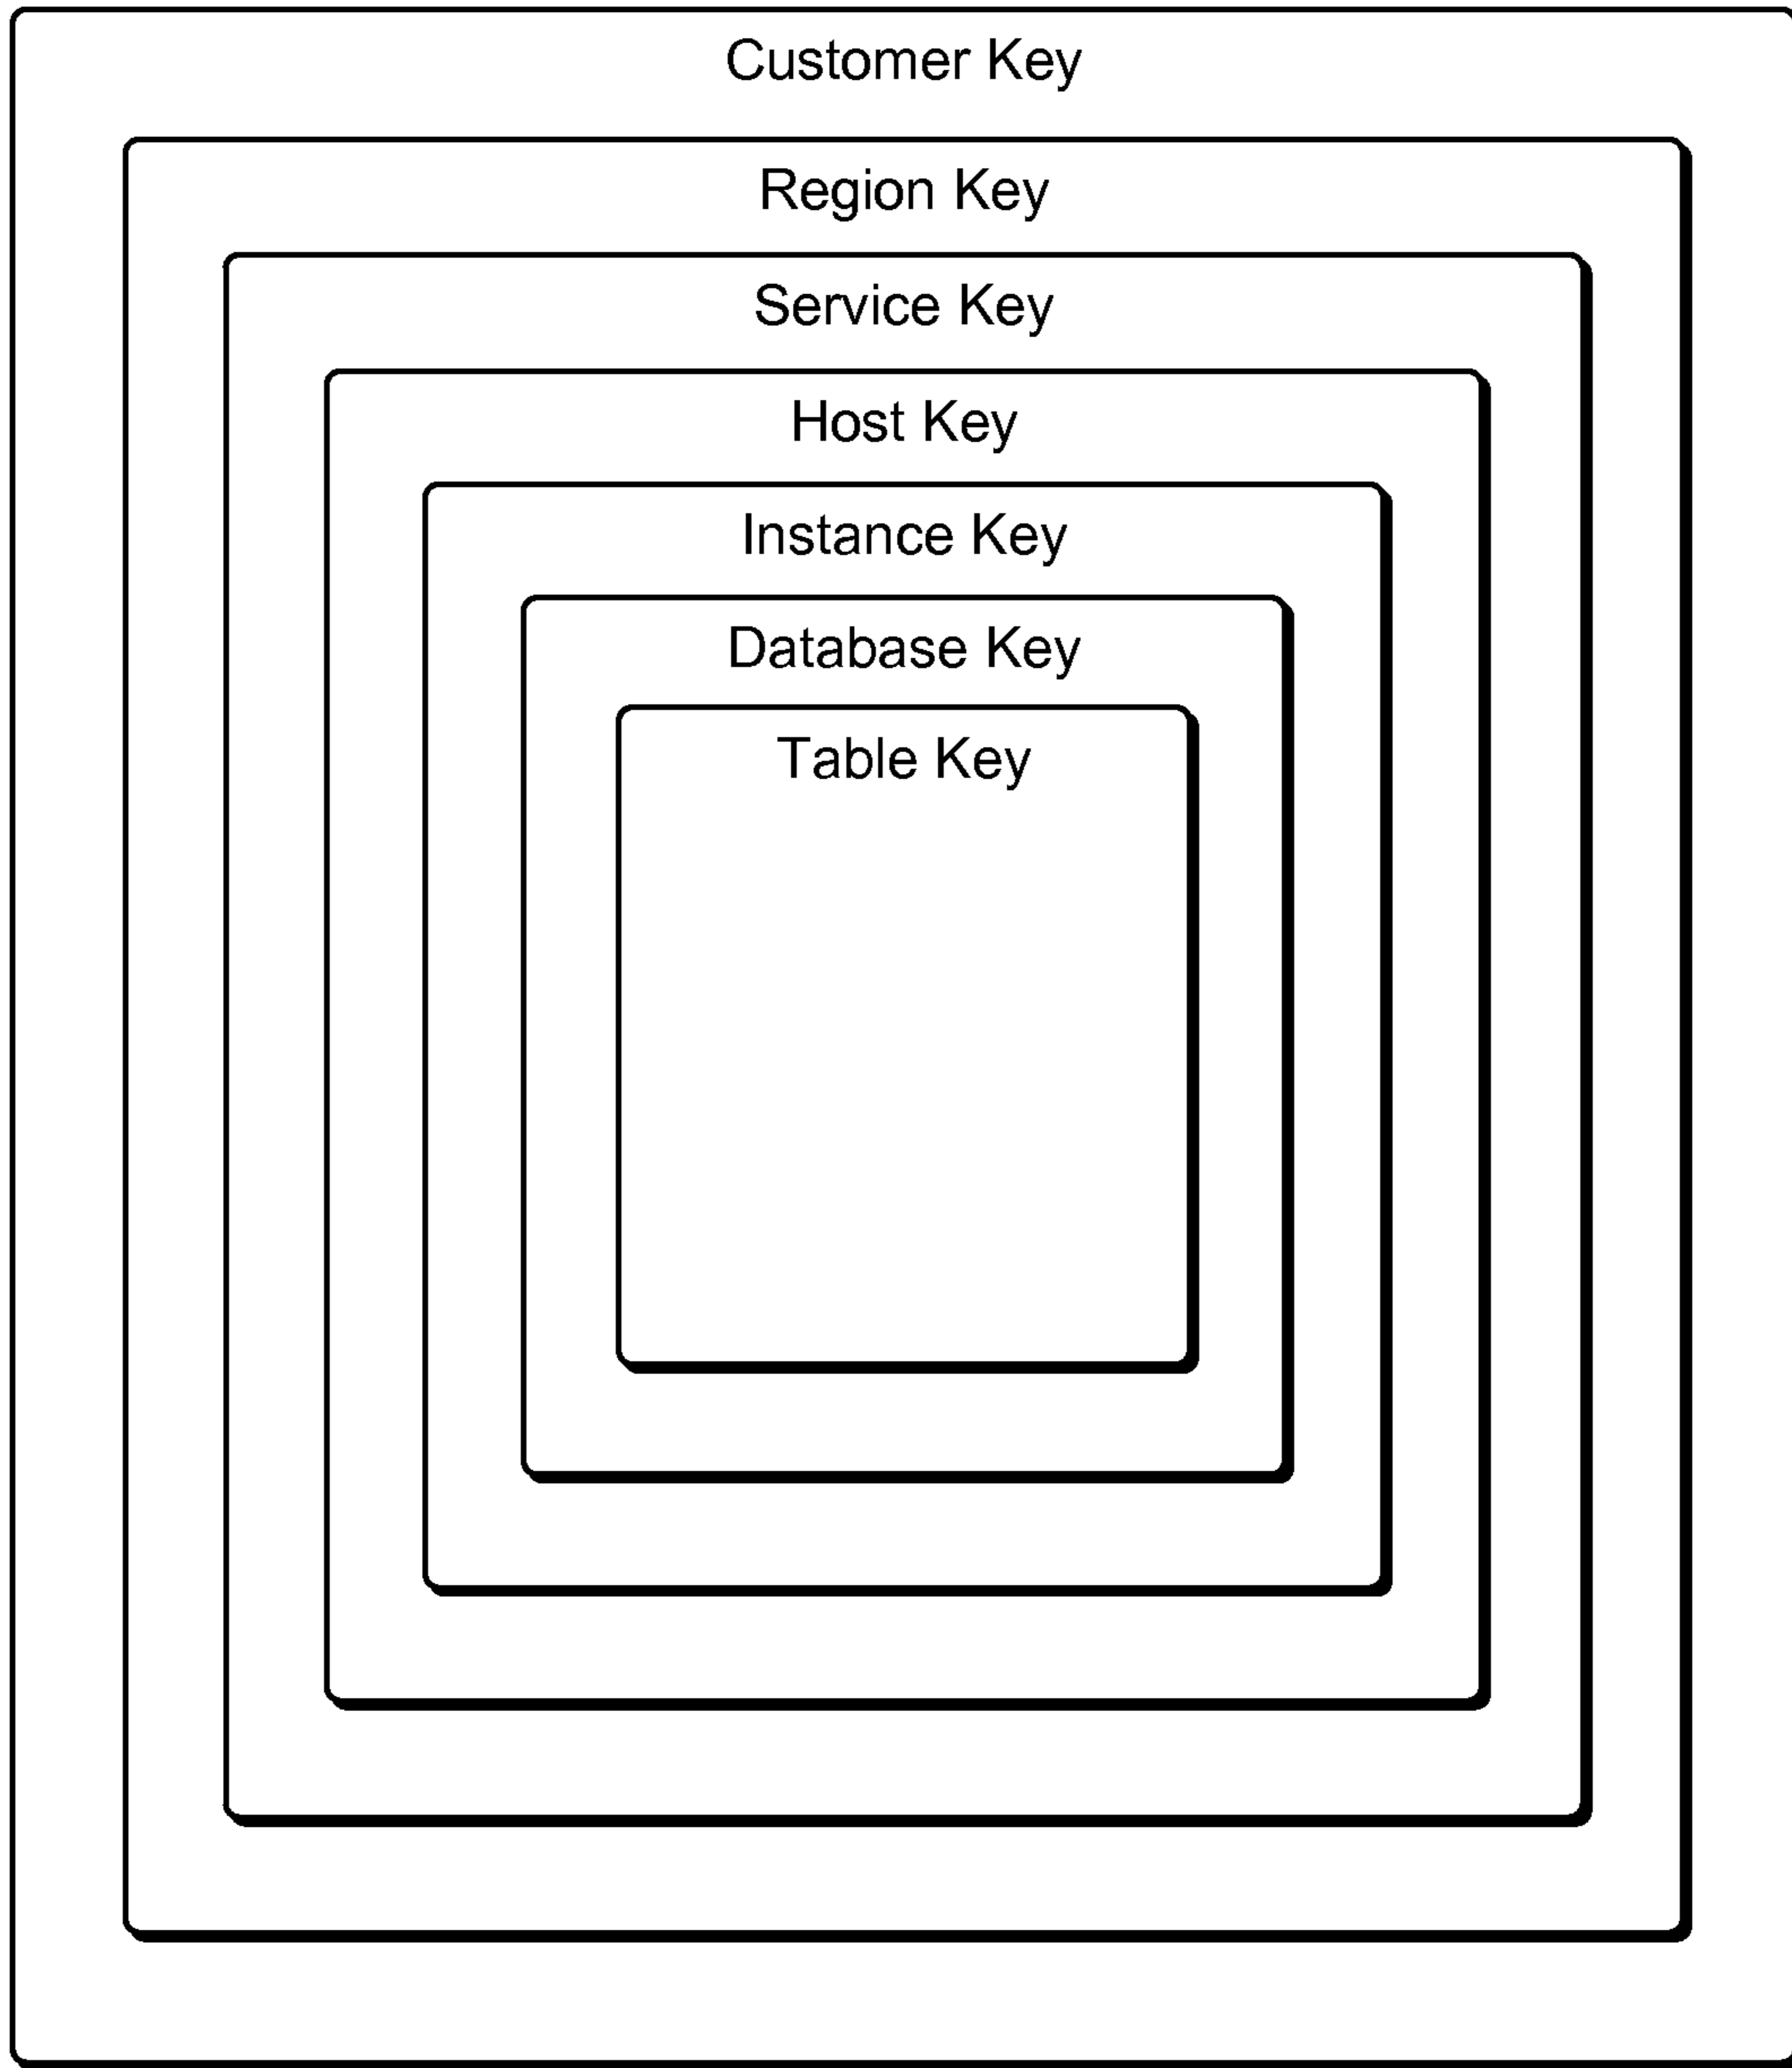 Customer Key
Region Key
Service Key
Host Key
Instance Key
Database Key
Table Key